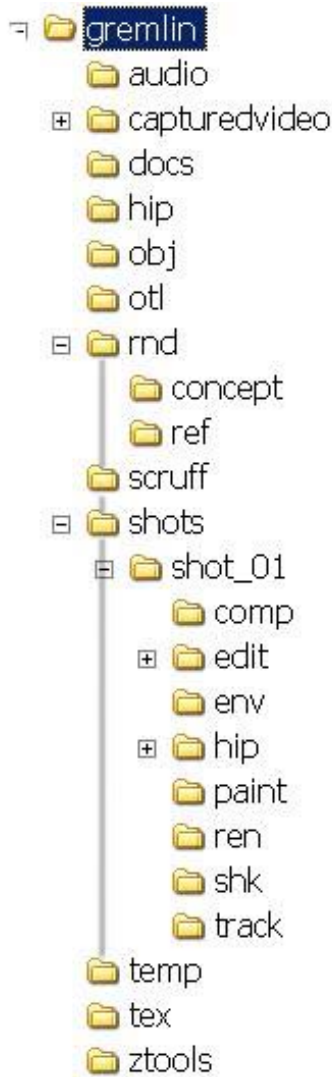 gremlin
audio
capturedvideo
docs
hip
obj
otl
rnd
concept
ref
scruff
shots
shot_01
comp
edit
env
hip
paint
ren
shk
track
temp
tex
ztools